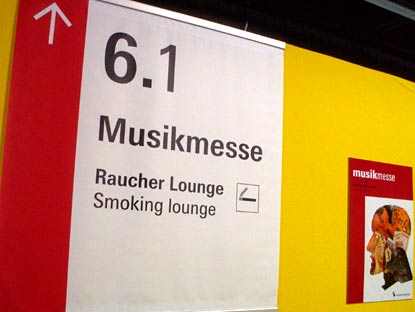 6.1
Musikmesse
Raucher Lounge
Smoking lounge
musikmesse